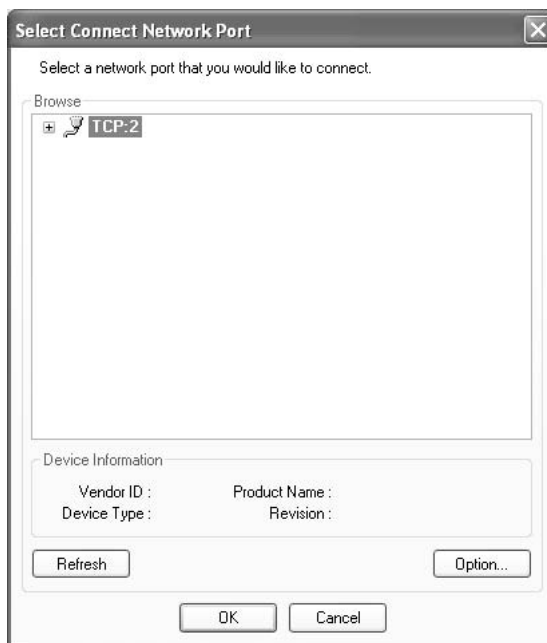 Select Connect Network Port
Select a network port that you would like to connect.
Browse
TCP:2
Device Information
Vendor ID : Product Name :
Device Type : Revision :
Refresh Option...
OK Cancel